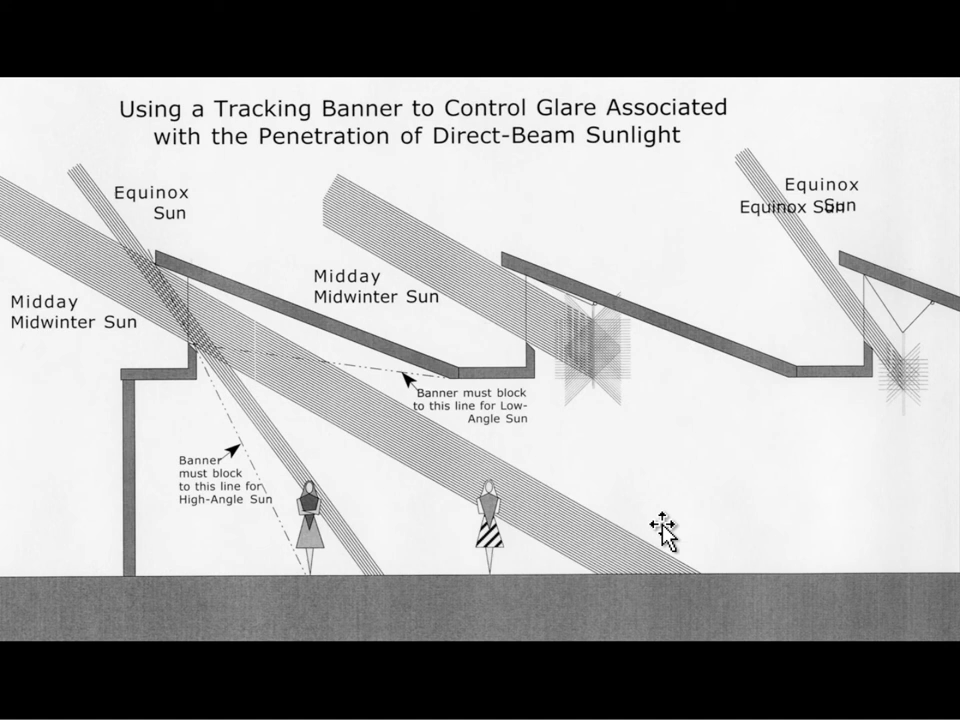 Using a Tracking Banner to Control Glare Associated
with the Penetration of Direct-Beam Sunlight
Equinox
Sun
Midday
Midwinter Sun
Midday
Midwinter Sun
Equinox
Sun
Equinox Sun
Banner must block
to this line for Low-
Angle Sun
Banner
must block
to this line for
High-Angle Sun